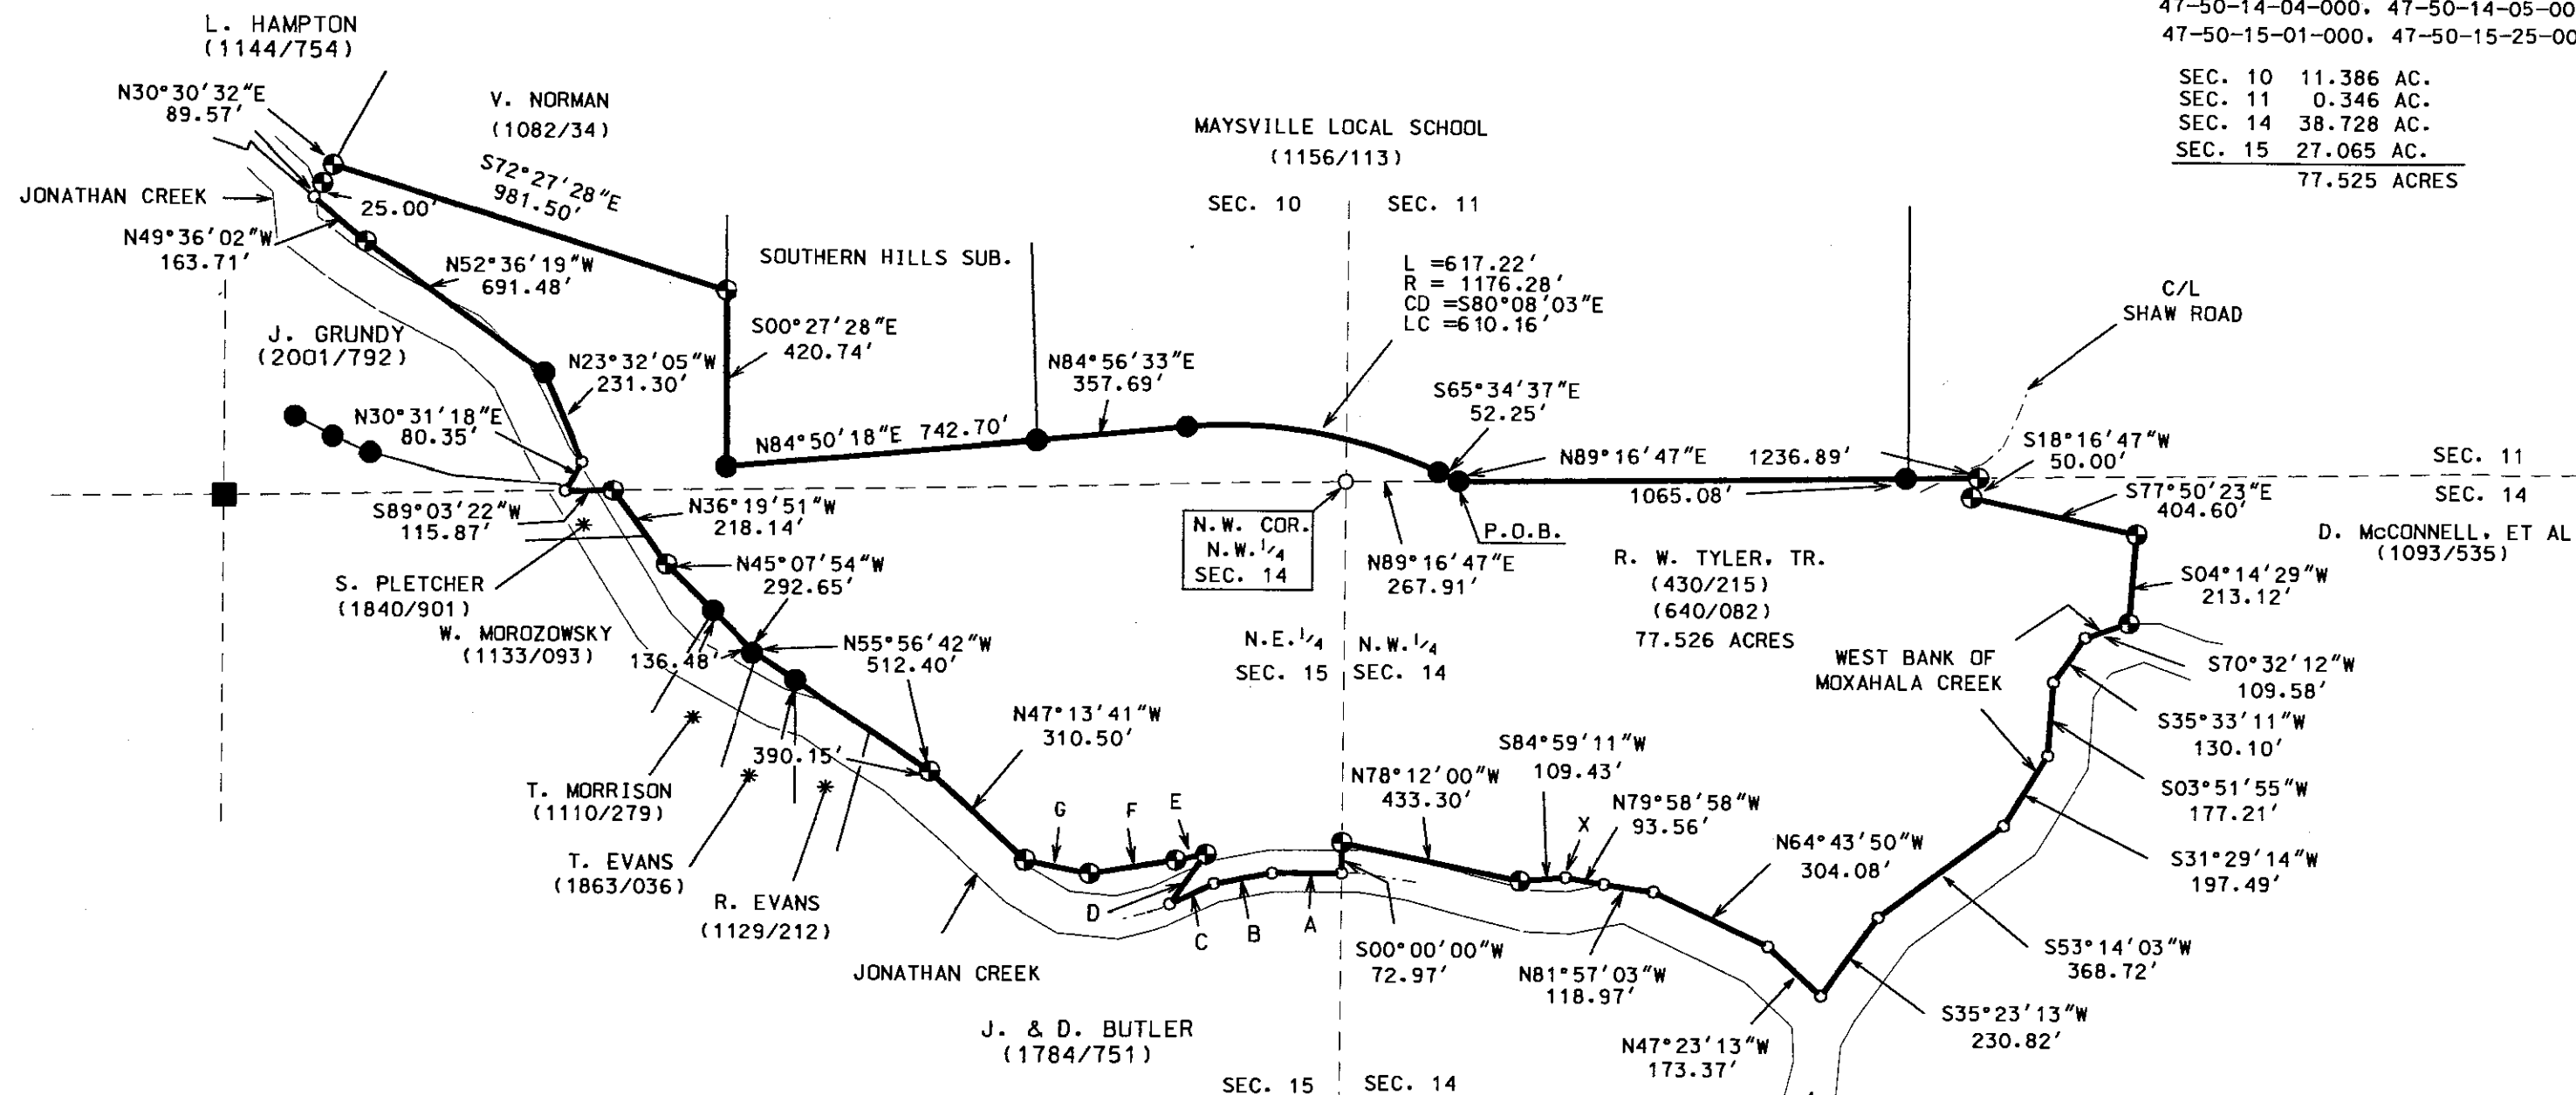 L. HAMPTON
(1144/754)
47-50-14-04-000. 47-50-14-05-00
47-50-15-01-000. 47-50-15-25-00
SEC. 10 11.386 AC.
SEC. 11 0.346 AC.
SEC. 14 38.728 AC.
SEC. 15 27.065 AC.
77.525 ACRES
N30°30'32"E
89.57'
V. NORMAN
(1082/34)
S72°27'28"E
981.50'
MAYSVILLE LOCAL SCHOOL
(1156/113)
JONATHAN CREEK
25.00'
SEC. 10
SEC. 11
N49°36'02"W
163.71'
N52°36'19"W
691.48'
SOUTHERN HILLS SUB.
L =617.22'
R = 1176.28'
CD =S80°08'03"E
LC =610.16'
C/L
SHAW ROAD
J. GRUNDY
(2001/792)
S00°27'28"E
420.74'
N23°32'05"W
231.30'
N84°56'33"E
357.69'
S65°34'37"E
52.25'
N30°31'18"E
80.35'
N84°50'18"E 742.70'
N89°16'47"E 1236.89'
S18°16'47"W
50.00'
SEC. 11
SEC. 14
1065.08'
S77°50'23"E
404.60'
S89°03'22"W
115.87'
N36°19'51"W
218.14'
N.W. COR.
N.W.1/4
SEC. 14
P.O.B.
N89°16'47"E
267.91'
D. McCONNELL, ET AL
(1093/535)
R. W. TYLER, TR.
(430/215)
(640/082)
77.526 ACRES
S. PLETCHER
(1840/901)
N45°07'54"W
292.65'
S04°14'29"W
213.12'
W. MOROZOWSKY
(1133/093)
136.48'
N55°56'42"W
512.40'
N.E.1/4
SEC. 15
N.W.1/4
SEC. 14
WEST BANK OF
MOXAHALA CREEK
S70°32'12"W
109.58'
S35°33'11"W
130.10'
N47°13'41"W
310.50'
390.15'
S84°59'11"W
109.43'
N78°12'00"W
433.30'
N79°58'58"W
93.56'
S03°51'55"W
177.21'
T. MORRISON
(1110/279)
G
F
E
X
N64°43'50"W
304.08'
S31°29'14"W
197.49'
T. EVANS
(1863/036)
R. EVANS
(1129/212)
D
C
B
A
S00°00'00"W
72.97'
N81°57'03"W
118.97'
S53°14'03"W
368.72'
JONATHAN CREEK
S35°23'13"W
230.82'
J. & D. BUTLER
(1784/751)
N47°23'13"W
173.37'
SEC. 15
SEC. 14